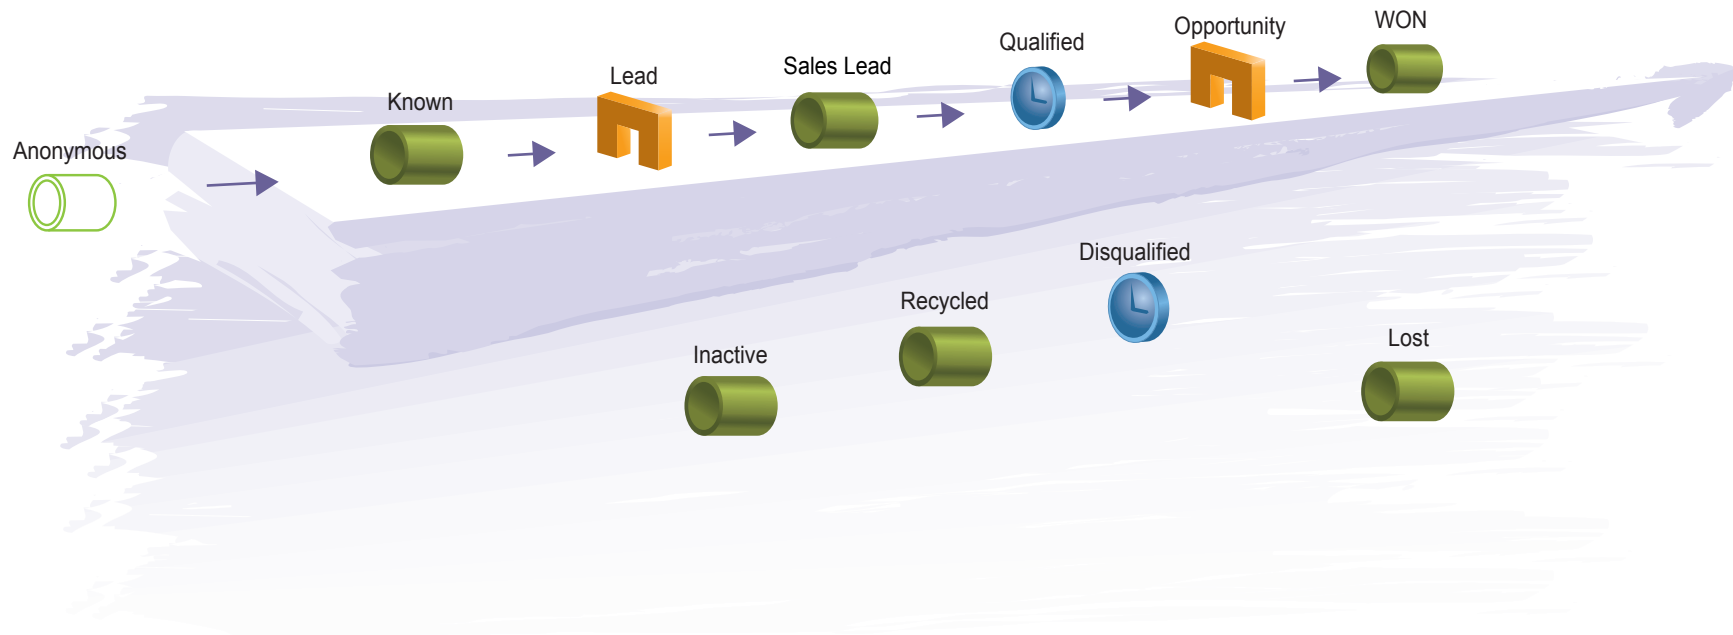 Anonymous
Known
Lead
Sales Lead
Qualified
Opportunity
WON
Inactive
Recycled
Disqualified
Lost